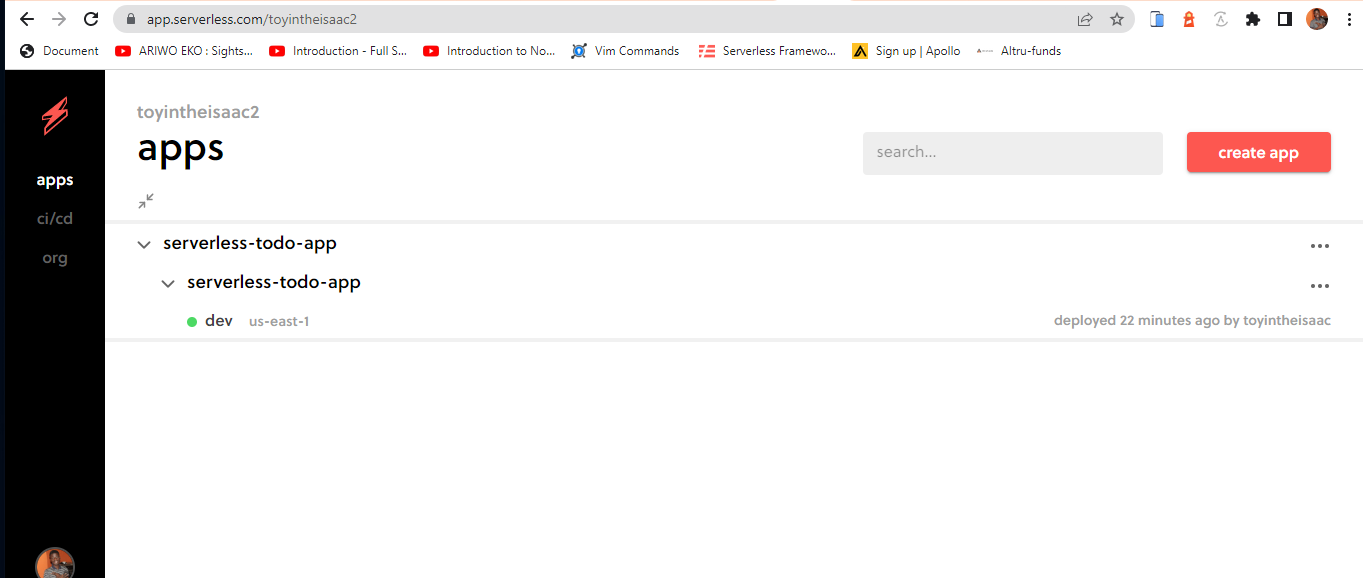 app.serverless.com/toyintheisaac2
Document ARIWO EKO : Sights... Introduction - Full S... Introduction to No... Vim Commands Serverless Framewo... Sign up | Apollo Altru-funds
toyintheisaac2
apps
search...
create app
apps
ci/cd
org
serverless-todo-app
serverless-todo-app
dev us-east-1 deployed 22 minutes ago by toyintheisaac